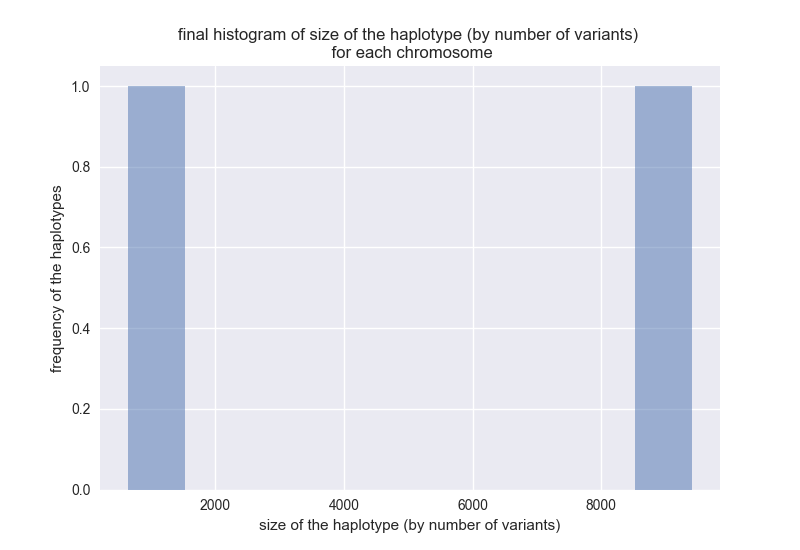 final histogram of size of the haplotype (by number of variants)
for each chromosome
frequency of the haplotypes
1.0
0.8
0.6
0.4
0.2
0.0
2000 4000 6000 8000
size of the haplotype (by number of variants)